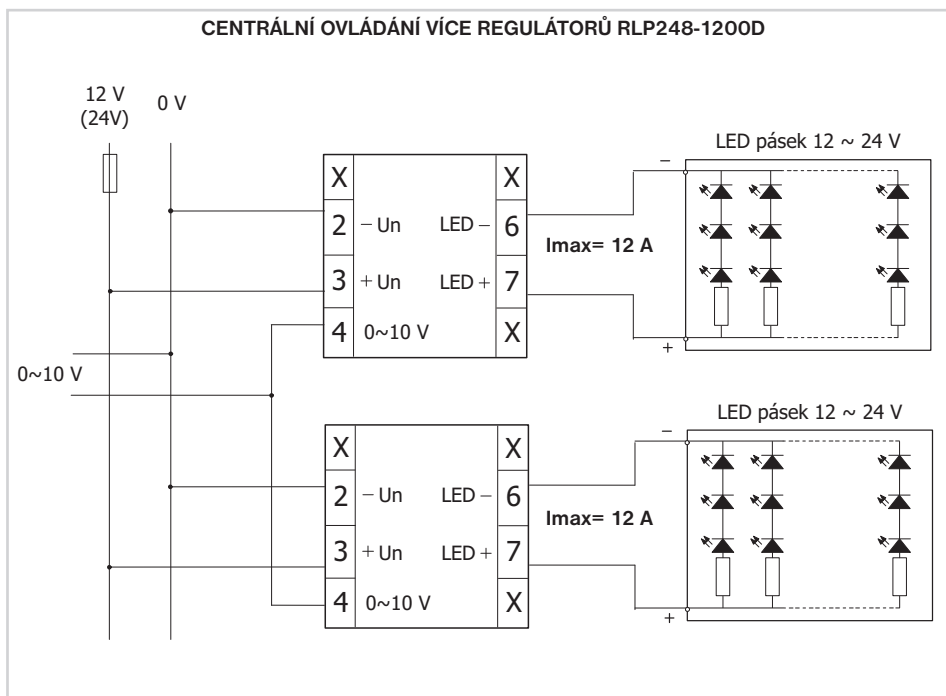 CENTRÁLNÍ OVLÁDÁNÍ VÍCE REGULÁTORŮ RLP248-1200D
12 V
(24V)
0 V
LED pásek 12 ~ 24 V
X X
2 – Un LED – 6
3 + Un LED + 7
4 0~10 V X
Imax= 12 A
–
+
0~10 V
LED pásek 12 ~ 24 V
X X
2 – Un LED – 6
3 + Un LED + 7
4 0~10 V X
Imax= 12 A
–
+